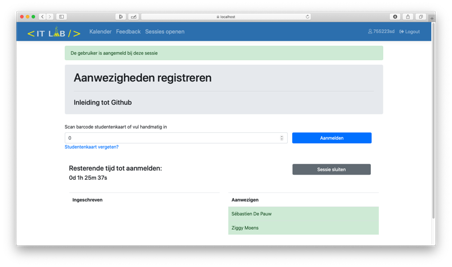 localhost
< IT LAB />
Kalender Feedback Sessies openen
Logout
De gebruiker is aangemeld bij deze sessie
Aanwezigheden registreren
Inleiding tot Github
Scan barcode studentenkaart of vul handmatig in
0
Aanmelden
Studentenkaart vergeten?
Resterende tijd tot aanmelden:
0d 1h 25m 37s
Sessie sluiten
Ingeschreven
Aanwezigen
Sébastien De Pauw
Ziggy Moens